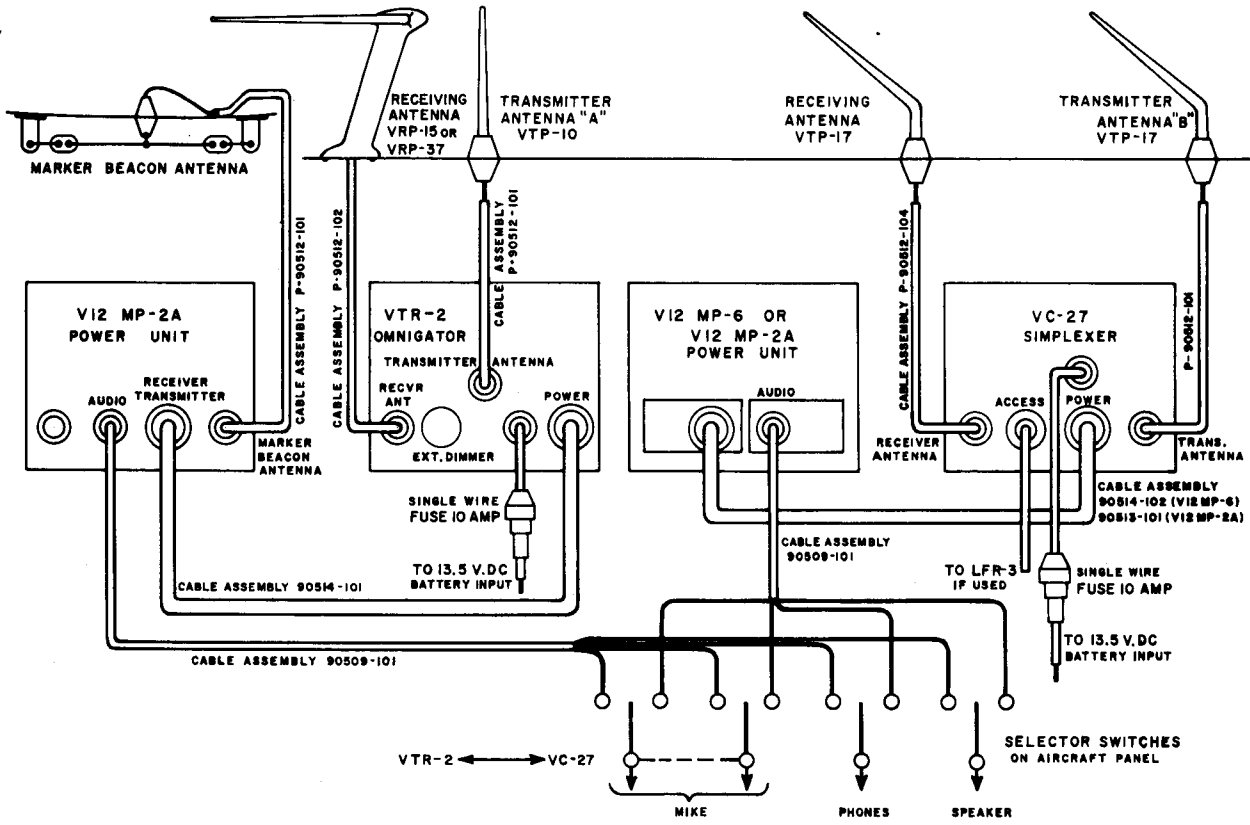 RECEIVING
ANTENNA
VRP-15 OR
VRP-37
TRANSMITTER
ANTENNA "A"
VTP-10
RECEIVING
ANTENNA
VTP-17
TRANSMITTER
ANTENNA "B"
VTP-17
MARKER BEACON ANTENNA
CABLE ASSEMBLY P-90512-101
CABLE ASSEMBLY P-90512-102
CABLE ASSEMBLY
P-90512-101
CABLE ASSEMBLY P-90512-104
P-90512-101
V12 MP-2A
POWER UNIT
AUDIO
RECEIVER
TRANSMITTER
MARKER
BEACON
ANTENNA
VTR-2
OMNIGATOR
TRANSMITTER ANTENNA
RECVR
ANT
POWER
EXT. DIMMER
V12 MP-6 OR
V12 MP-2A
POWER UNIT
AUDIO
VC-27
SIMPLEXER
ACCESS
POWER
RECEIVER
ANTENNA
TRANS.
ANTENNA
SINGLE WIRE
FUSE 10 AMP
TO 13.5 V.DC
BATTERY INPUT
CABLE ASSEMBLY
90514-102 (V12 MP-6)
90513-101 (V12 MP-2A)
CABLE ASSEMBLY
90509-101
TO LFR-3
IF USED
SINGLE WIRE
FUSE 10 AMP
TO 13.5 V.DC
BATTERY INPUT
CABLE ASSEMBLY 90514-101
CABLE ASSEMBLY 90509-101
SELECTOR SWITCHES
ON AIRCRAFT PANEL
VTR-2
VC-27
MIKE
PHONES
SPEAKER